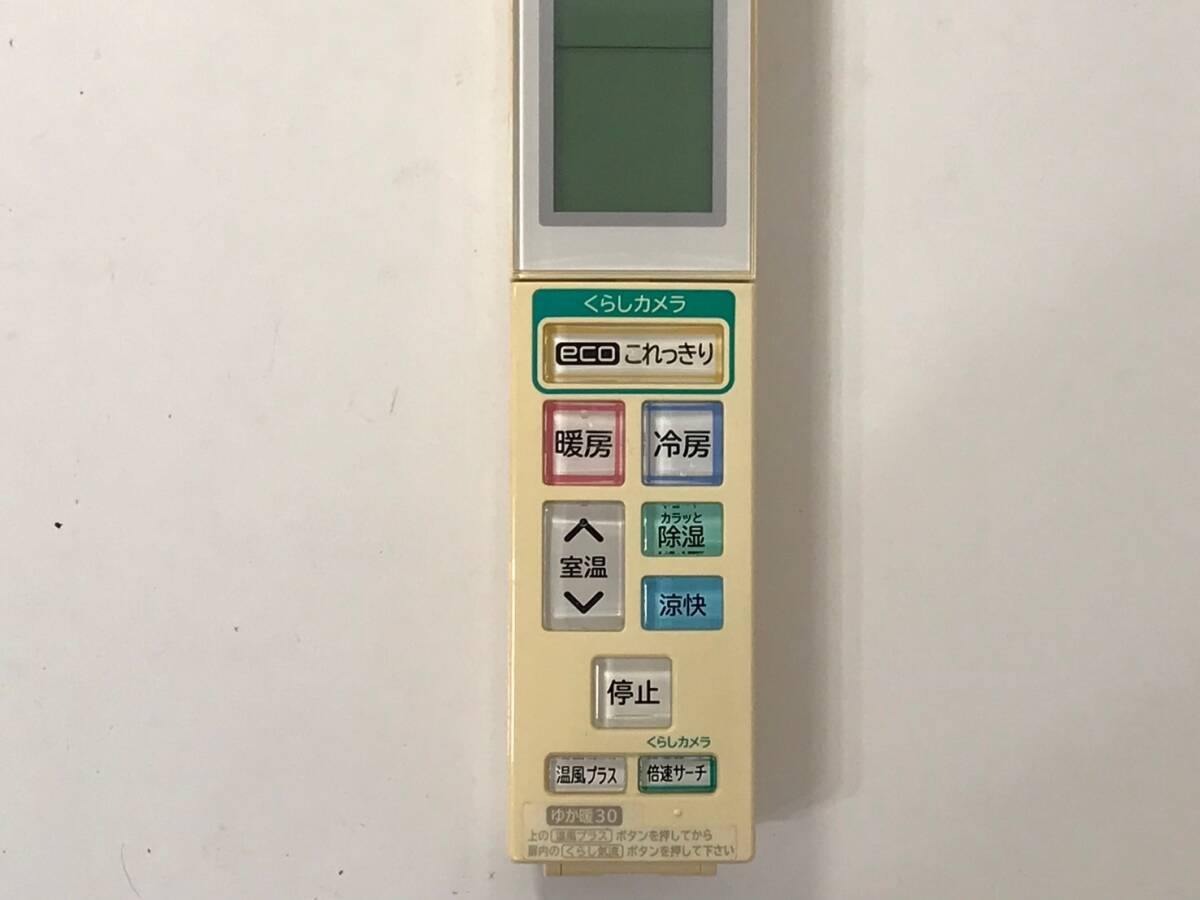 くらしカメラ
eco これっきり
暖房 冷房
室温
カラッと
除湿
涼快
停止
くらしカメラ
温風プラス 倍速サーチ
ゆか暖30
上の 温風プラス ボタンを押してから
扉内の くらし気流 ボタンを押して下さい